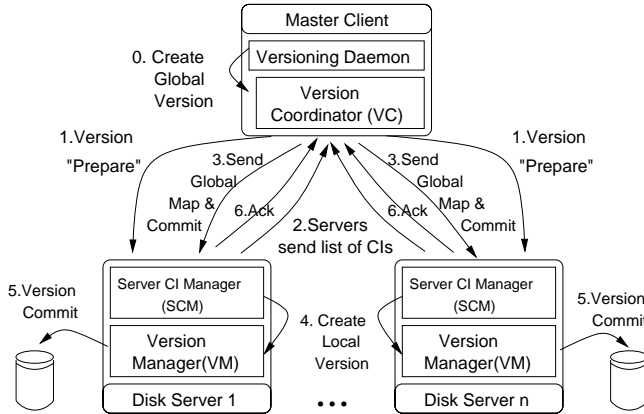 Master Client
Versioning Daemon
Version
Coordinator (VC)
0. Create
Global
Version
1.Version
"Prepare"
3.Send
Global
Map &
Commit
6.Ack
2.Servers
send list of CIs
6.Ack
3.Send
Global
Map &
Commit
1.Version
"Prepare"
5.Version
Commit
Server CI Manager
(SCM)
Version
Manager(VM)
Disk Server 1
4. Create
Local
Version
...
Server CI Manager
(SCM)
Version
Manager(VM)
Disk Server n
5.Version
Commit